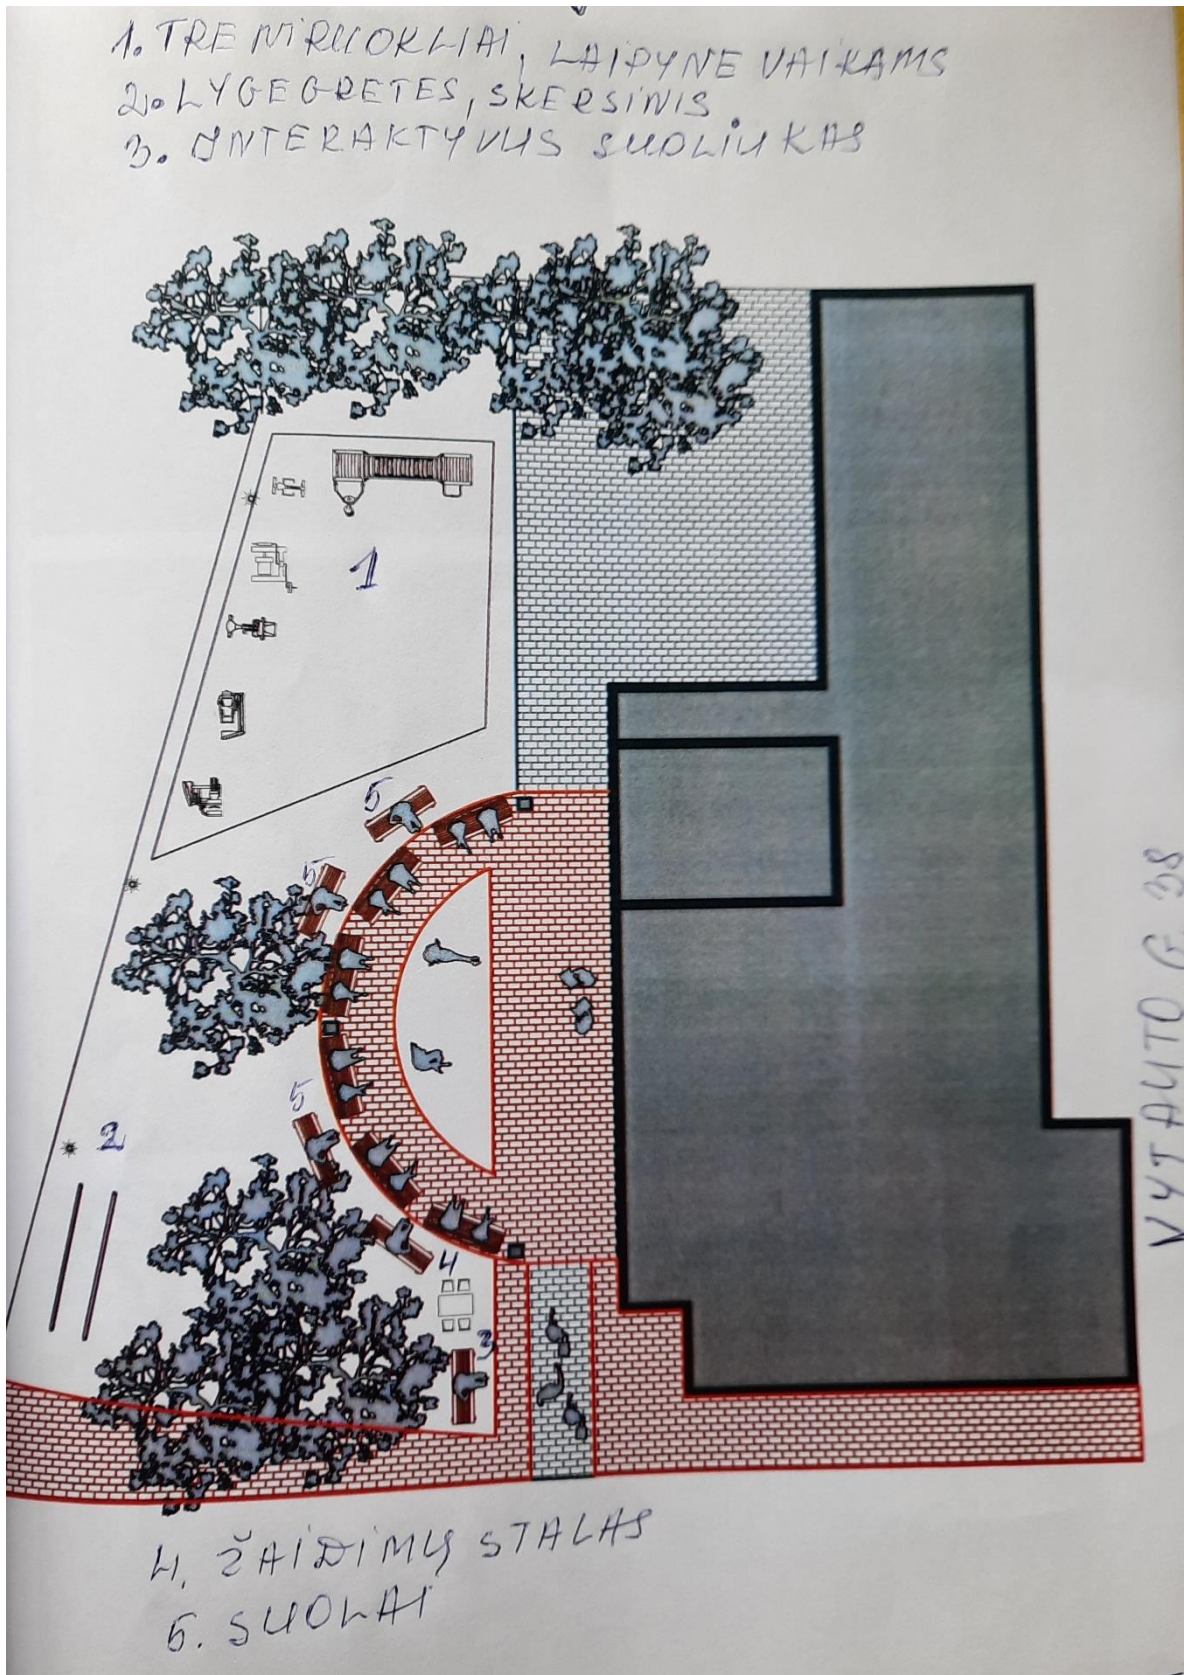 1. TRENIRUOKLIAI, LAIPYNE VAIKAMS
2. LYGEGRETES, SKERSINIS
3. INTERAKTYVUS SUOLIUKAS
1
5
5
VYTAUTO G. 38
5
2
4
3
4. ŽAIDIMŲ STALAS
5. SUOLAI